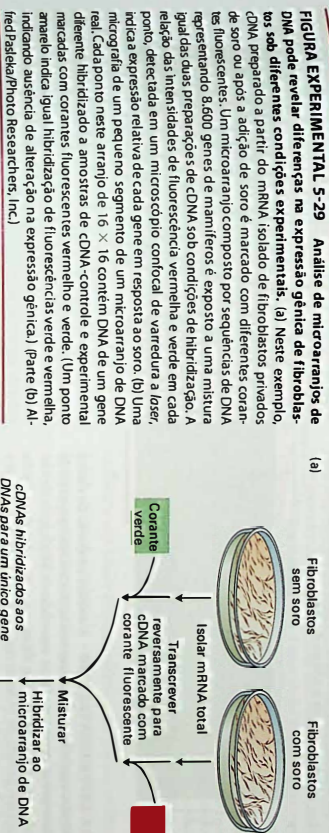 FIGURA EXPERIMENTAL 5-29 Análise de microarranjos de
DNA pode revelar diferenças na expressão gênica de fibroblas-
tos sob diferentes condições experimentais. (a) Neste exemplo,
cDNA preparado a partir do mRNA isolado de fibroblastos privados
de soro ou após a adição de soro é marcado com diferentes coran-
tes fluorescentes. Um microarranjo composto por sequências de DNA
representando 8.600 genes de mamíferos é exposto a uma mistura
igual das duas preparações de cDNA sob condições de hibridização. A
relação das intensidades de fluorescência vermelha e verde em cada
ponto, detectada em um microscópio confocal de varredura a laser,
indica a expressão relativa de cada gene em resposta ao soro. (b) Uma
micrografia de um pequeno segmento de um microarranjo de DNA
real. Cada ponto neste arranjo de 16 × 16 contém DNA de um gene
diferente hibridizado a amostras de cDNA-controle e experimental
marcadas com corantes fluorescentes vermelho e verde. (Um ponto
amarelo indica igual hibridização de fluorescências verde e vermelha,
indicando ausência de alteração na expressão gênica.) (Parte (b) Al-
fred Pasieka/Photo Researchers, Inc.)
(a)
Fibroblastos
sem soro
Fibroblastos
com soro
Isolar mRNA total
Corante
verde
Transcrever
reversamente para
cDNA marcado com
corante fluorescente
Misturar
Hibridizar ao
microarranjo de DNA
cDNAs hibridizados aos
DNAs para um único gene